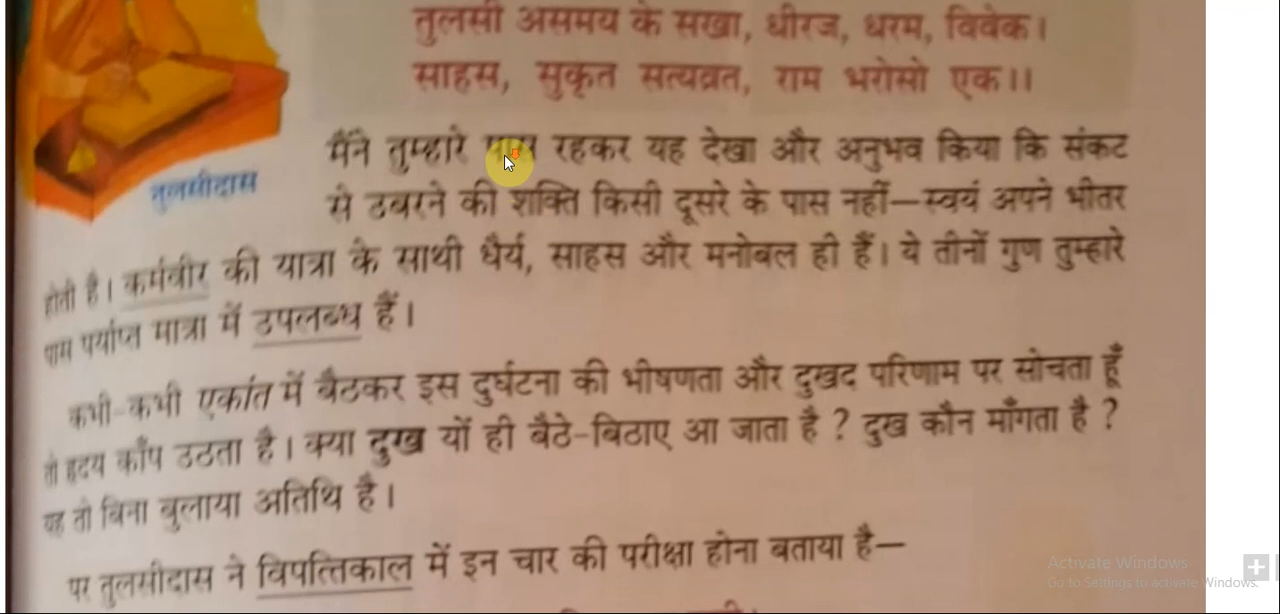 तुलसी असमय के सखा, धीरज, धरम, विवेक।
साहस, सुकृत सत्यव्रत, राम भरोसो एक।।
मैंने तुम्हारे पास रहकर यह देखा और अनुभव किया कि संकट
तुलसीदास
से उबरने की शक्ति किसी दूसरे के पास नहीं—स्वयं अपने भीतर
होती है। कर्मवीर की यात्रा के साथी धैर्य, साहस और मनोबल ही हैं। ये तीनों गुण तुम्हारे
पास पर्याप्त मात्रा में उपलब्ध हैं।
कभी-कभी एकांत में बैठकर इस दुर्घटना की भीषणता और दुखद परिणाम पर सोचता हूँ
तो हृदय काँप उठता है। क्या दुख यों ही बैठे-बिठाए आ जाता है ? दुख कौन माँगता है ?
यह तो बिना बुलाया अतिथि है।
पर तुलसीदास ने विपत्तिकाल में इन चार की परीक्षा होना बताया है—
Activate Windows
Go to Settings to activate Windows.